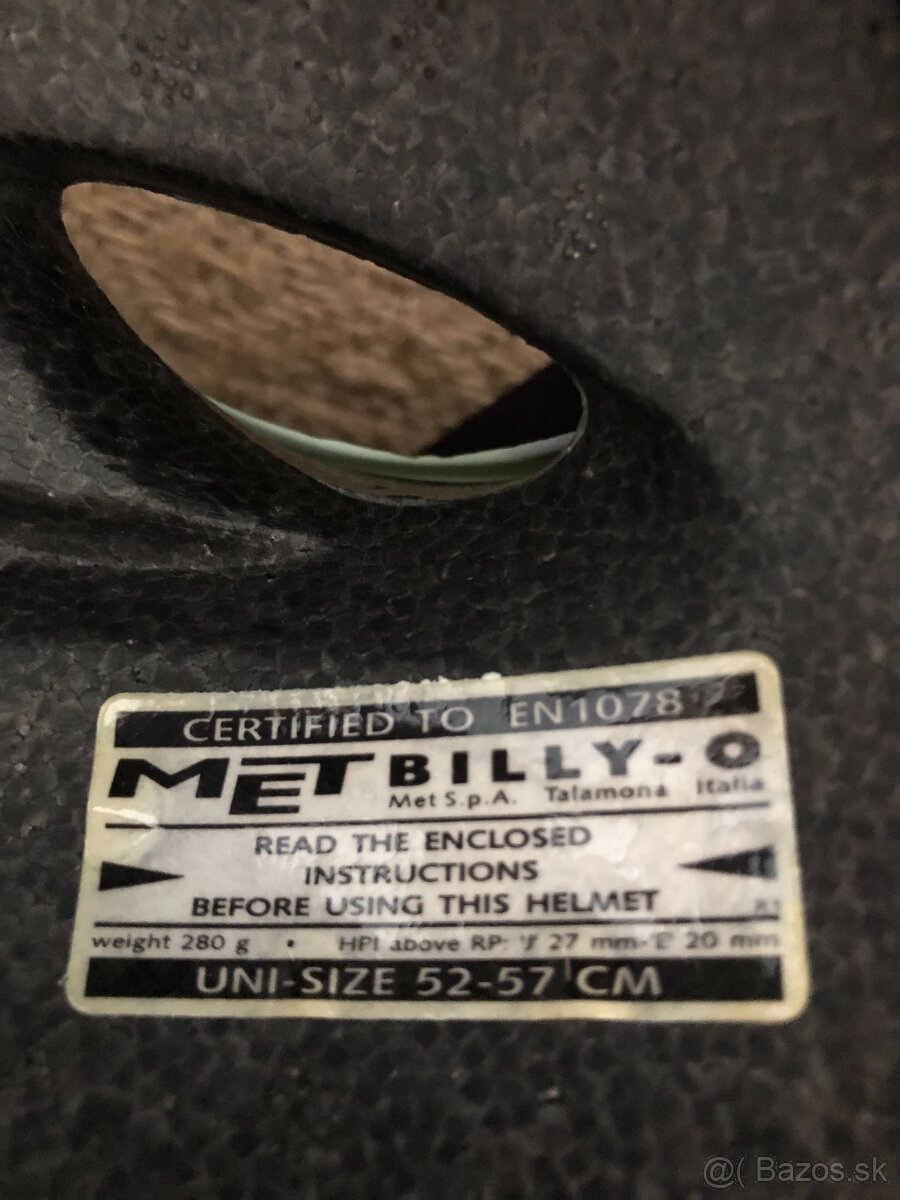 CERTIFIED TO EN1078
MET BILLY-O
Met S.p.A. Talamona Italia
READ THE ENCLOSED
INSTRUCTIONS
BEFORE USING THIS HELMET
weight 280 g • HPI above RP: 27 mm- 20 mm
UNI-SIZE 52-57 CM
@( Bazos.sk